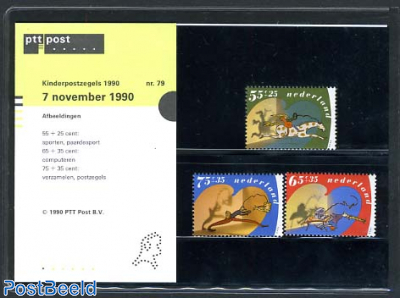 ptt post
Kinderpostzegels 1990 nr. 79
7 november 1990
Afbeeldingen
55 + 25 cent:
sporten, paardesport
65 + 35 cent:
computeren
75 + 35 cent:
verzamelen, postzegels
© 1990 PTT Post B.V.
55+25 nederland
75+35 nederland
65+35 nederland
© PostBeeld